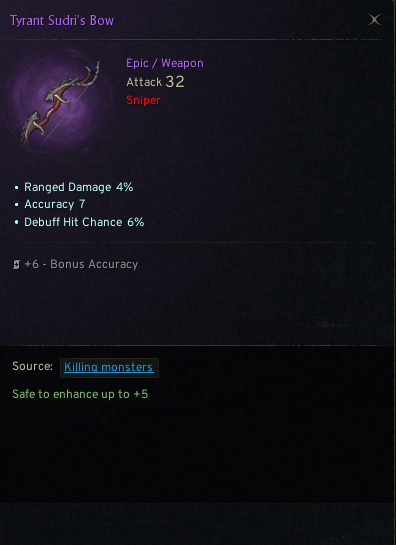 Tyrant Sudri's Bow
Epic / Weapon
Attack 32
Sniper
• Ranged Damage 4%
• Accuracy 7
• Debuff Hit Chance 6%
+6 - Bonus Accuracy
Source: Killing monsters
Safe to enhance up to +5